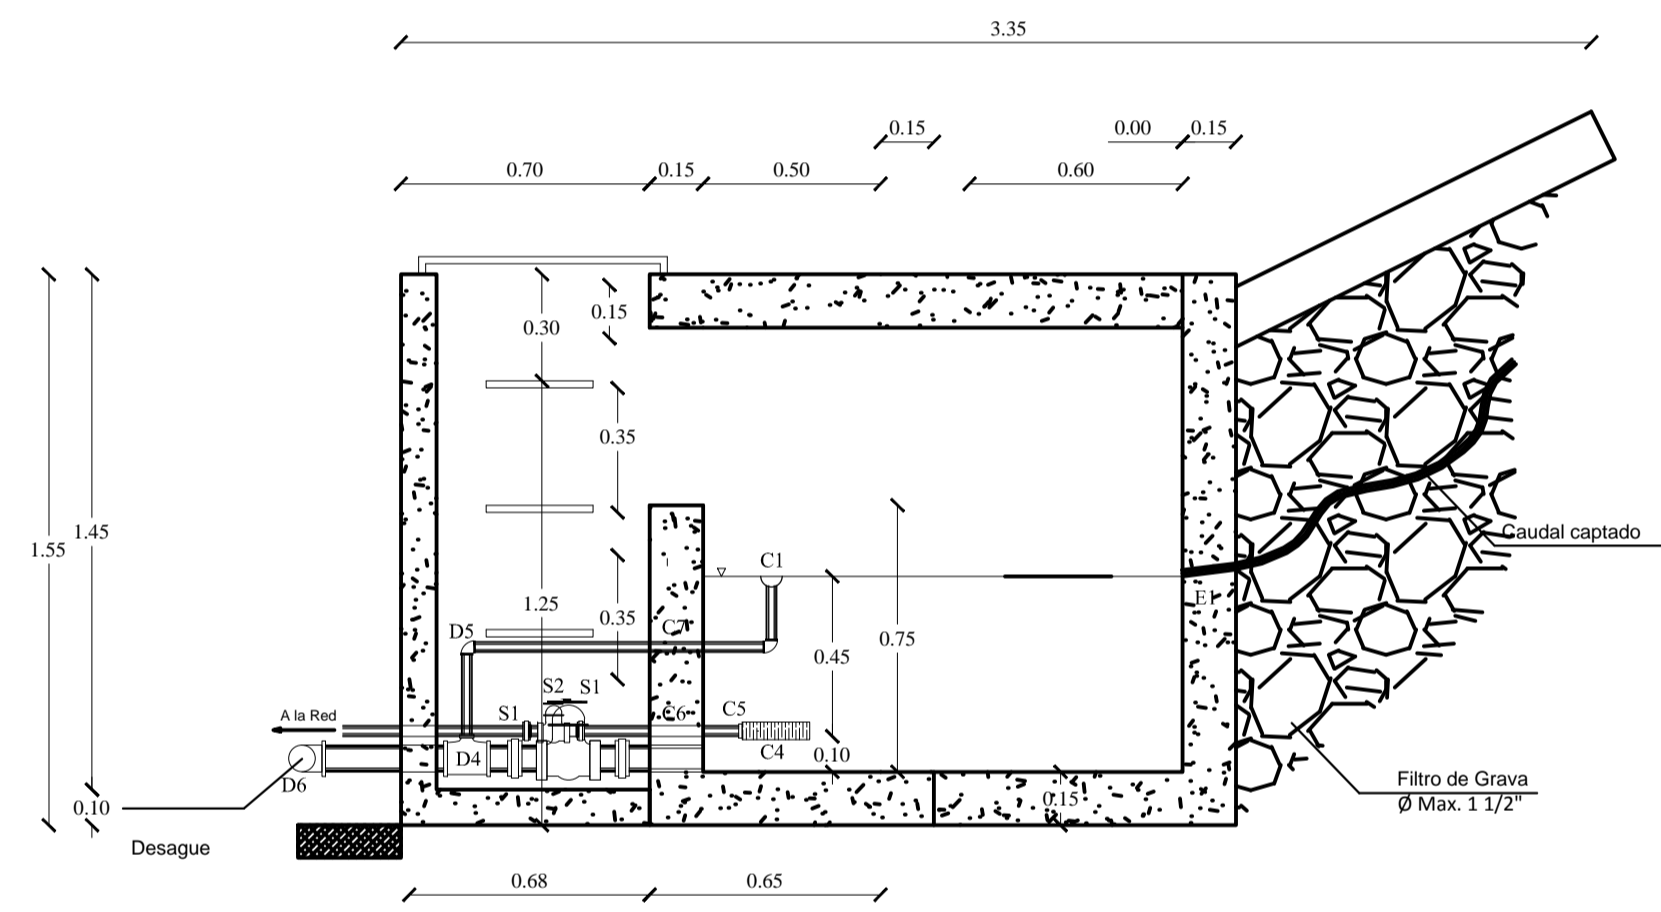 3.35
0.15
0.00
0.15
0.70
0.15
0.50
0.60
0.30
0.15
0.35
1.45
1.55
Caudal captado
C1
1.25
0.35
E1
D5
C7
0.75
0.45
S2
S1
A la Red
S1
C6
C5
D4
C4
0.10
D6
0.10
0.15
Filtro de Grava
Ø Max. 1 1/2"
Desague
0.68
0.65